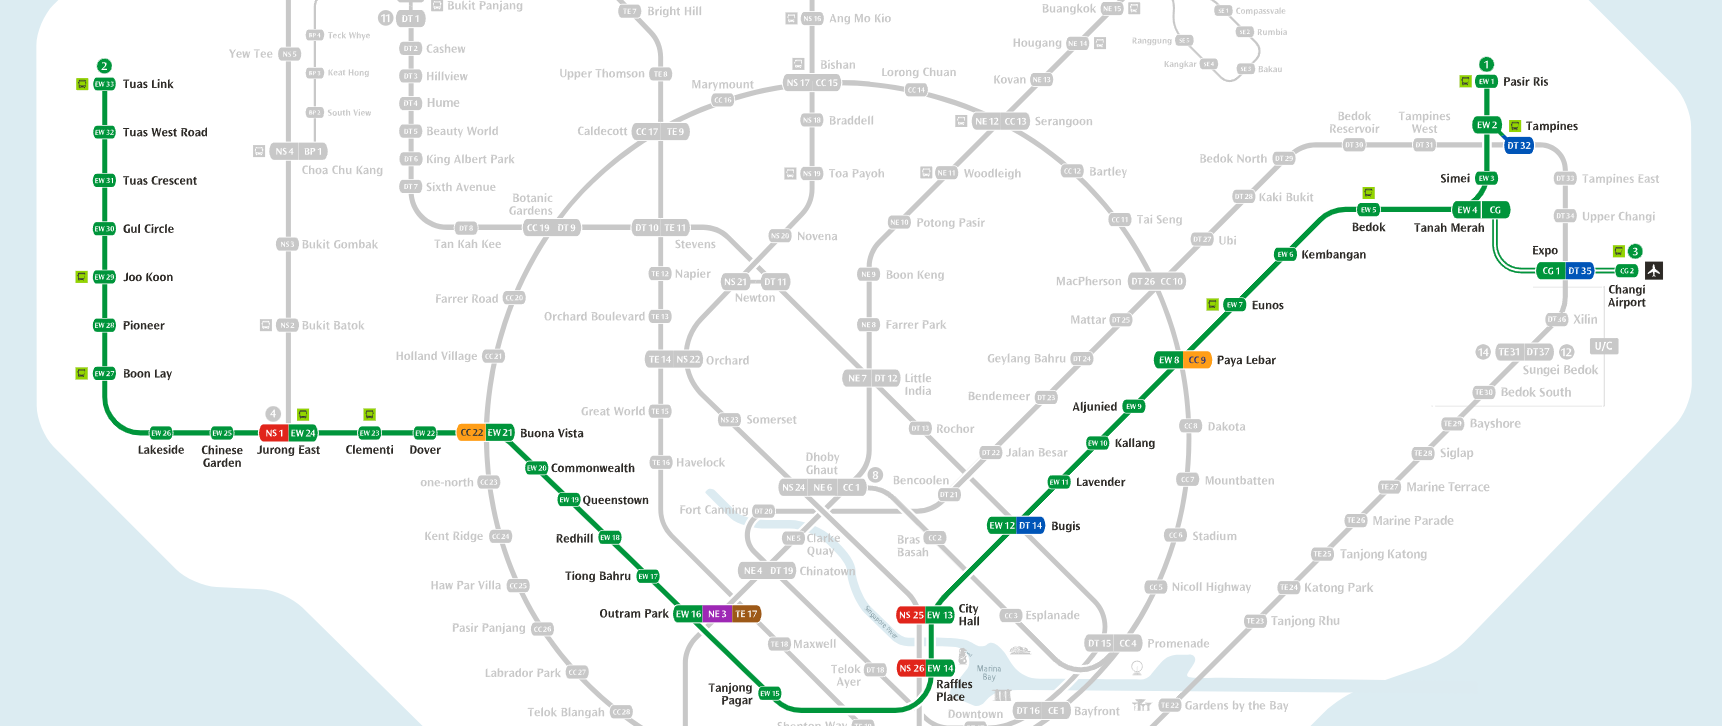 11
DT 1
Bukit Panjang
BP 4
Teck Whye
Yew Tee
NS 5
DT 2
Cashew
BP 3
Keat Hong
DT 3
Hillview
DT 4
Hume
BP 2
South View
DT 5
Beauty World
NS 4
BP 1
Choa Chu Kang
DT 6
King Albert Park
DT 7
Sixth Avenue
2
EW 33
Tuas Link
EW 32
Tuas West Road
EW 31
Tuas Crescent
EW 30
Gul Circle
EW 29
Joo Koon
EW 28
Pioneer
EW 27
Boon Lay
NS 3
Bukit Gombak
NS 2
Bukit Batok
4
EW 26
Lakeside
EW 25
Chinese
Garden
NS 1
EW 24
Jurong East
EW 23
Clementi
EW 22
Dover
CC 22
EW 21
Buona Vista
EW 20
Commonwealth
EW 19
Queenstown
Redhill
EW 18
Tiong Bahru
EW 17
Outram Park
EW 16
NE 3
TE 17
Tanjong
Pagar
EW 15
TE 7
Bright Hill
Upper Thomson
TE 8
Caldecott
CC 17
TE 9
Marymount
CC 16
NS 16
Ang Mo Kio
Bishan
NS 17
CC 15
Lorong Chuan
CC 14
NS 18
Braddell
NS 19
Toa Payoh
NS 20
Novena
NS 21
DT 11
Newton
Botanic
Gardens
DT 8
Tan Kah Kee
CC 19
DT 9
DT 10
TE 11
Stevens
TE 12
Napier
Farrer Road
CC 20
Orchard Boulevard
TE 13
Holland Village
CC 21
TE 14
NS 22
Orchard
Great World
TE 15
NS 23
Somerset
TE 16
Havelock
one-north
CC 23
Kent Ridge
CC 24
Haw Par Villa
CC 25
Pasir Panjang
CC 26
Labrador Park
CC 27
Telok Blangah
CC 28
Dhoby
Ghaut
NS 24
NE 6
CC 1
8
Fort Canning
DT 20
Bencoolen
DT 21
NE 5
Clarke
Quay
Bras
Basah
CC 2
NE 4
DT 19
Chinatown
Singapore River
TE 18
Maxwell
Telok
Ayer
DT 18
Shenton Way
Buangkok
NE 15
Hougang
NE 14
Kovan
NE 13
NE 12
CC 13
Serangoon
NE 11
Woodleigh
NE 10
Potong Pasir
NE 9
Boon Keng
NE 8
Farrer Park
NE 7
DT 12
Little
India
DT 13
Rochor
DT 22
Jalan Besar
Bendemeer
DT 23
Geylang Bahru
DT 24
Mattar
DT 25
MacPherson
DT 26
CC 10
DT 27
Ubi
DT 28
Kaki Bukit
Bedok North
DT 29
Bedok
Reservoir
DT 30
Tampines
West
DT 31
CC 12
Bartley
CC 11
Tai Seng
SE 1
Compassvale
SE 2
Rumbia
Ranggung
SE 5
Kangkar
SE 4
SE 3
Bakau
1
EW 1
Pasir Ris
EW 2
Tampines
DT 32
Simei
EW 3
DT 33
Tampines East
DT 34
Upper Changi
EW 4
CG
Tanah Merah
EW 5
Bedok
EW 6
Kembangan
EW 7
Eunos
Expo
CG 1
DT 35
3
CG 2
Changi
Airport
Xilin
14
TE31
DT37
12
U/C
Sungei Bedok
TE 30
Bedok South
TE29
Bayshore
TE28
Siglap
TE27
Marine Terrace
TE26
Marine Parade
TE25
Tanjong Katong
TE24
Katong Park
TE23
Tanjong Rhu
TE22
Gardens by the Bay
EW 8
CC 9
Paya Lebar
Aljunied
EW 9
EW 10
Kallang
EW 11
Lavender
EW 12
DT 14
Bugis
CC 8
Dakota
CC 7
Mountbatten
CC 6
Stadium
CC 5
Nicoll Highway
DT 15
CC 4
Promenade
CC 3
Esplanade
NS 25
EW 13
City
Hall
NS 26
EW 14
Raffles
Place
Marina
Bay
Downtown
DT 16
CE 1
Bayfront